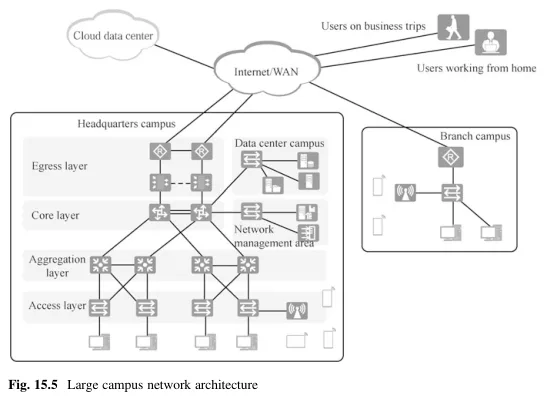 Cloud data center
Users on business trips
Internet/WAN
Users working from home
Headquarters campus
Data center campus
Branch campus
Egress layer
Core layer
Network
management area
Aggregation
layer
Access layer
Fig. 15.5 Large campus network architecture